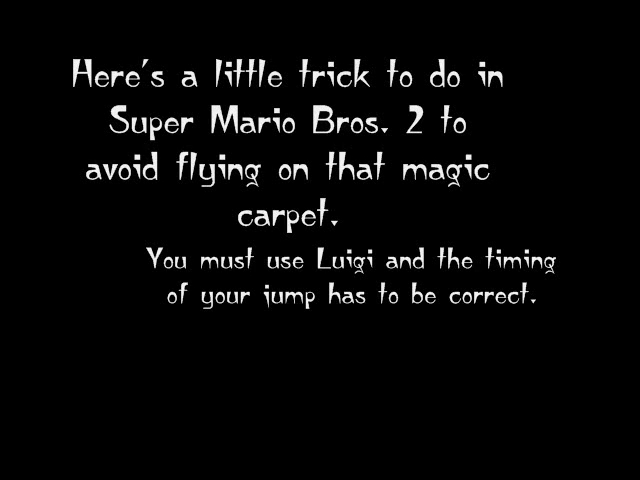 Here's a little trick to do in
Super Mario Bros. 2 to
avoid flying on that magic
carpet.
You must use Luigi and the timing
of your jump has to be correct.